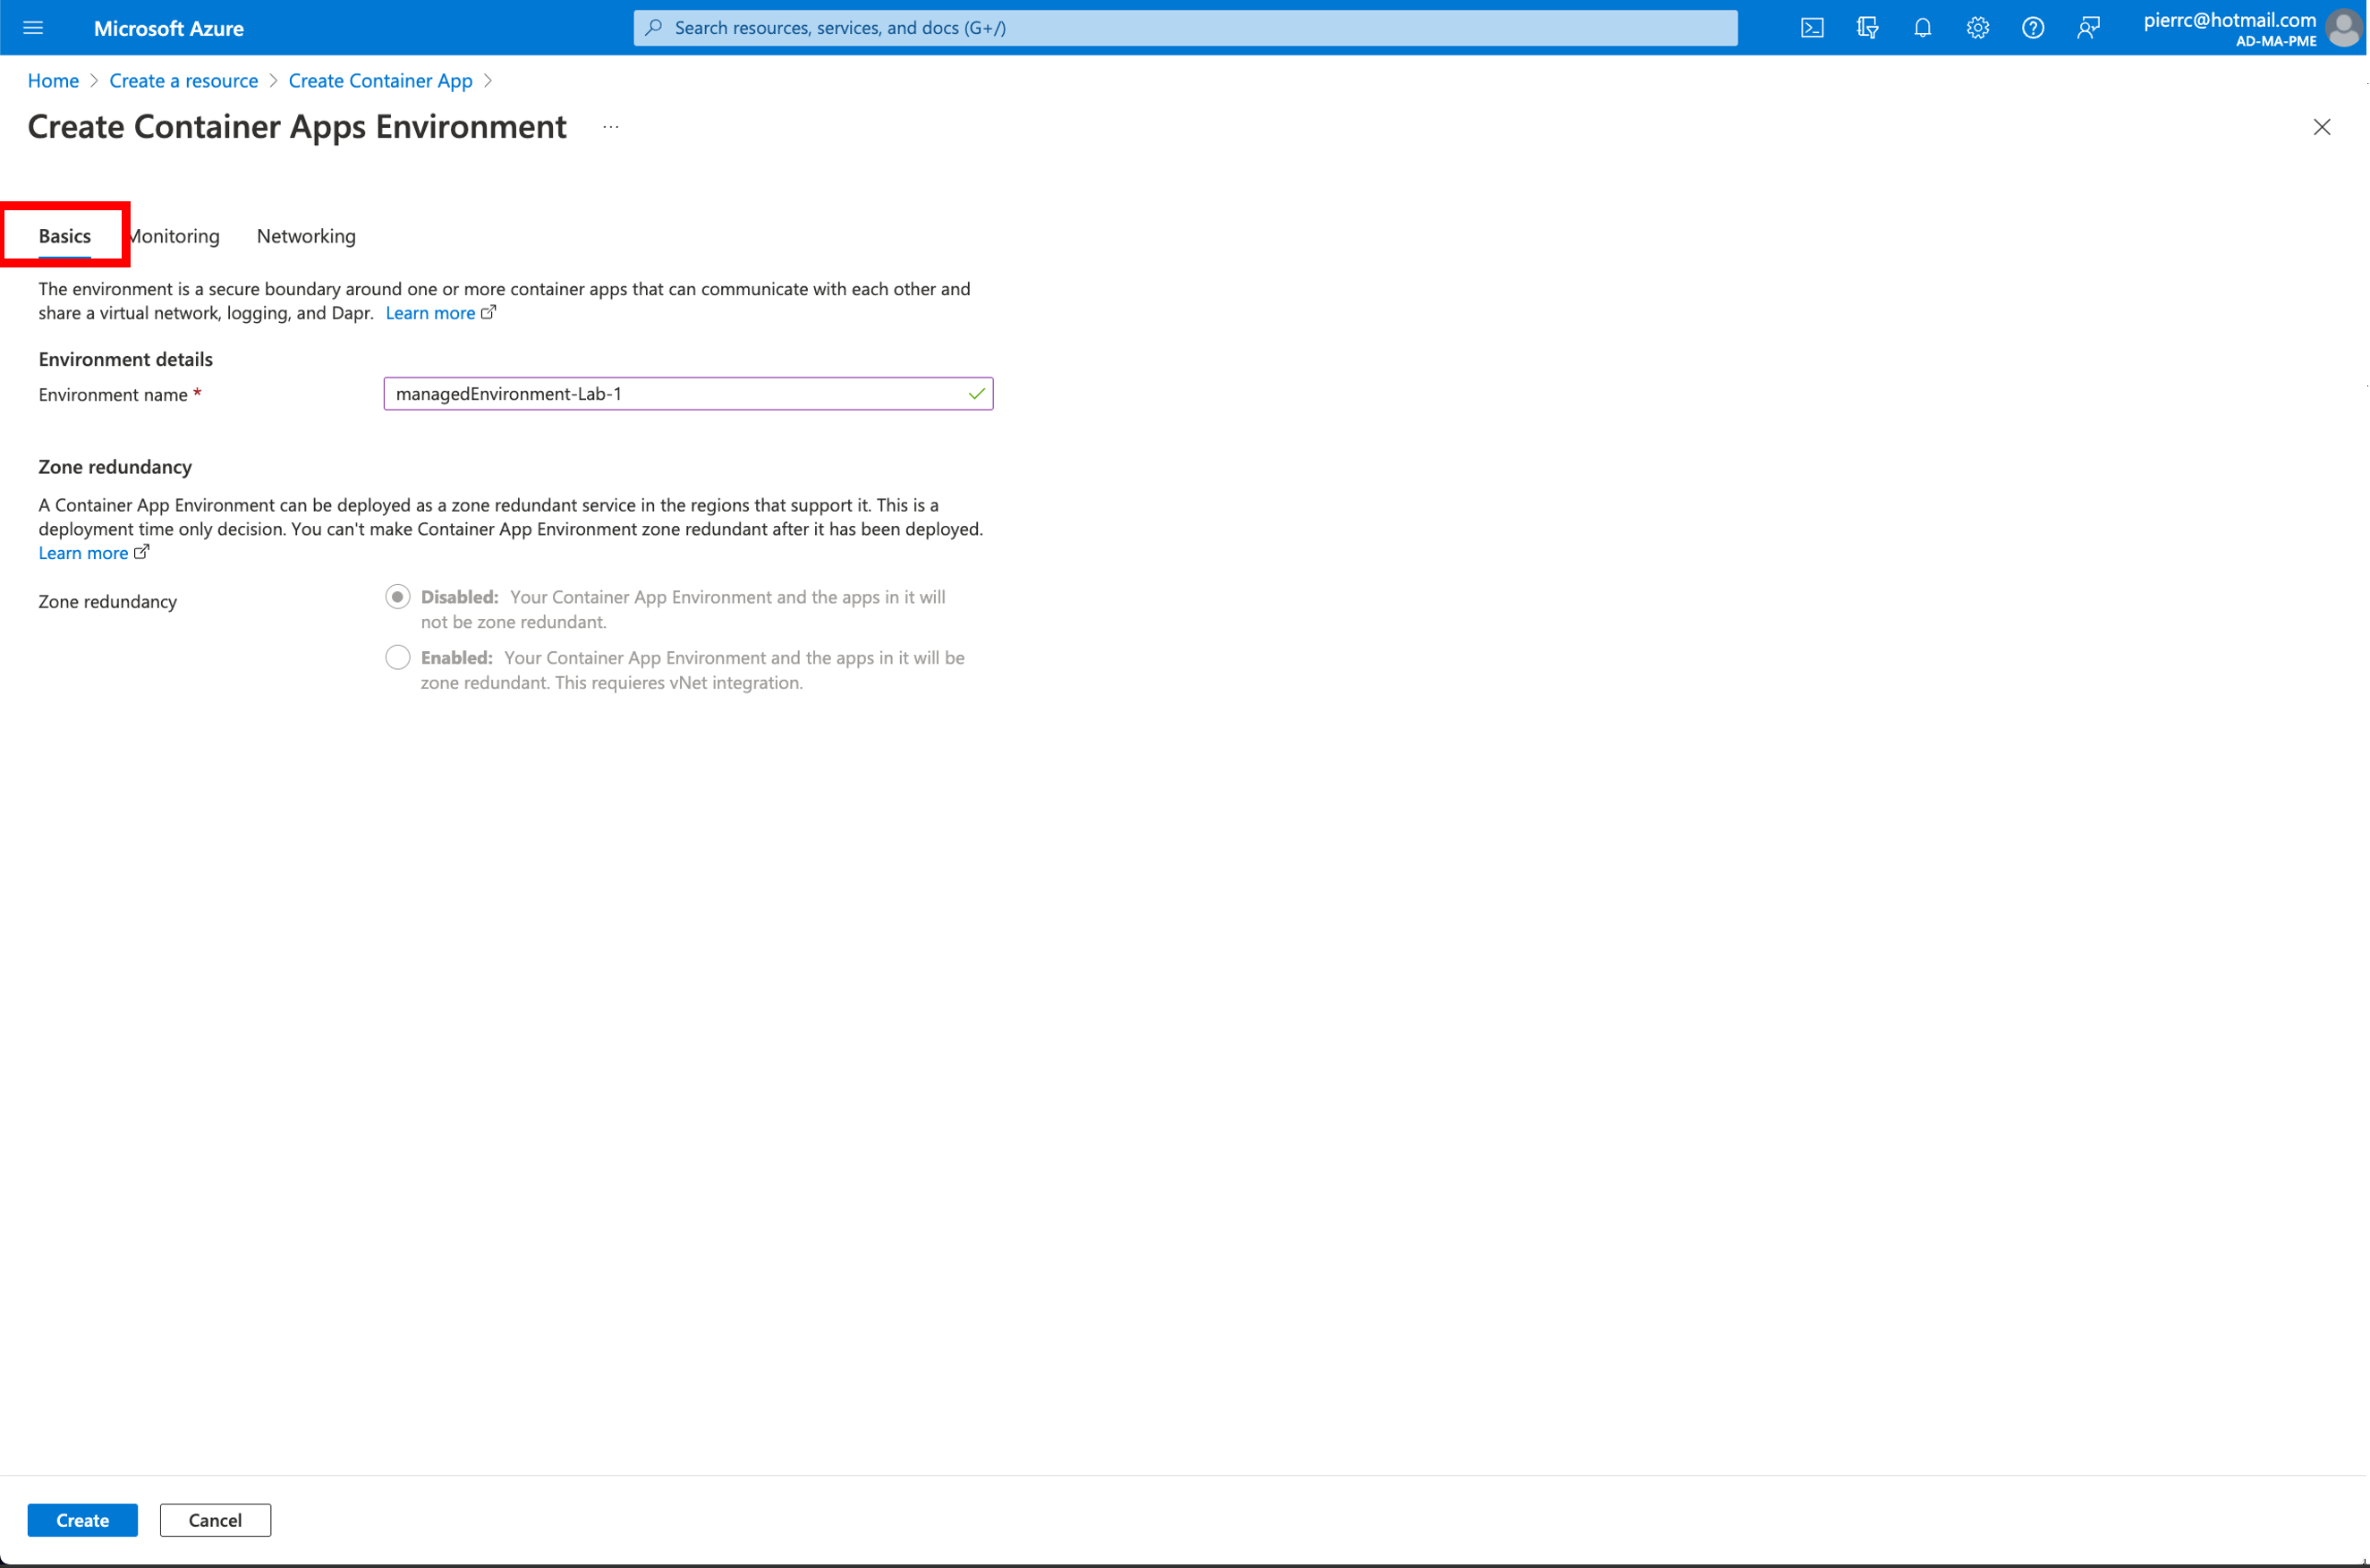 Microsoft Azure
Search resources, services, and docs (G+/)
pierrc@hotmail.com
AD-MA-PME
Home > Create a resource > Create Container App >
Create Container Apps Environment ...
Basics Monitoring Networking
The environment is a secure boundary around one or more container apps that can communicate with each other and
share a virtual network, logging, and Dapr. Learn more
Environment details
Environment name *
managedEnvironment-Lab-1
Zone redundancy
A Container App Environment can be deployed as a zone redundant service in the regions that support it. This is a
deployment time only decision. You can't make Container App Environment zone redundant after it has been deployed.
Learn more
Zone redundancy
Disabled: Your Container App Environment and the apps in it will
not be zone redundant.
Enabled: Your Container App Environment and the apps in it will be
zone redundant. This requieres vNet integration.
Create Cancel